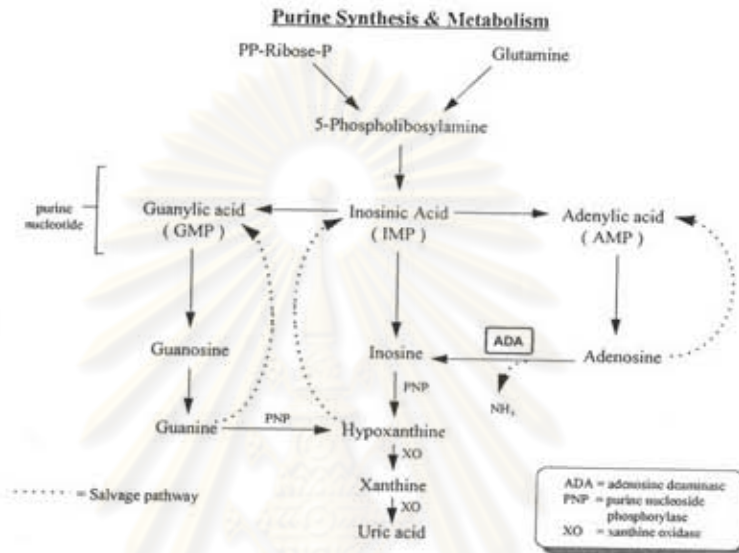 Purine Synthesis & Metabolism
PP-Ribose-P
Glutamine
5-Phospholibosylamine
purine
nucleotide
Guanylic acid
( GMP )
Inosinic Acid
( IMP )
Adenylic acid
( AMP )
Guanosine
Inosine
ADA
Adenosine
PNP
NH₃
Guanine
PNP
Hypoxanthine
XO
Xanthine
XO
Uric acid
= Salvage pathway
ADA = adenosine deaminase
PNP = purine nucleoside
phosphorylase
XO = xanthine oxidase